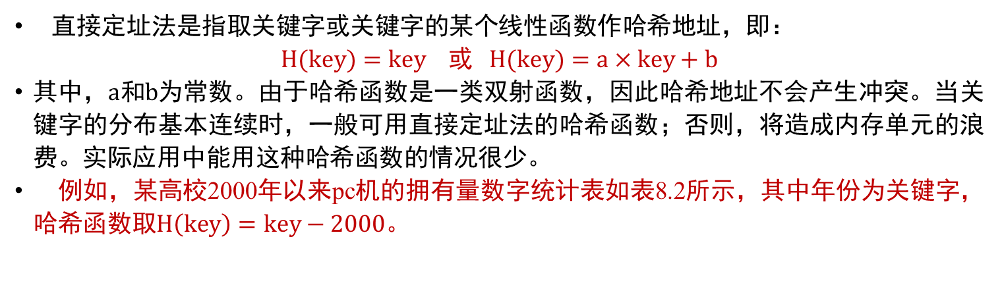 • 直接定址法是指取关键字或关键字的某个线性函数作哈希地址，即：
H(key) = key 或 H(key) = a × key + b
• 其中，a和b为常数。由于哈希函数是一类双射函数，因此哈希地址不会产生冲突。当关
键字的分布基本连续时，一般可用直接定址法的哈希函数；否则，将造成内存单元的浪
费。实际应用中能用这种哈希函数的情况很少。
• 例如，某高校2000年以来pc机的拥有量数字统计表如表8.2所示，其中年份为关键字，
哈希函数取H(key) = key − 2000。